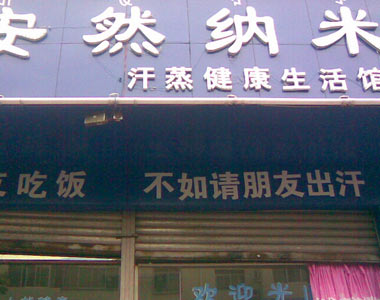 安然纳米
汗蒸健康生活馆
吃饭 不如请朋友出汗
欢迎光